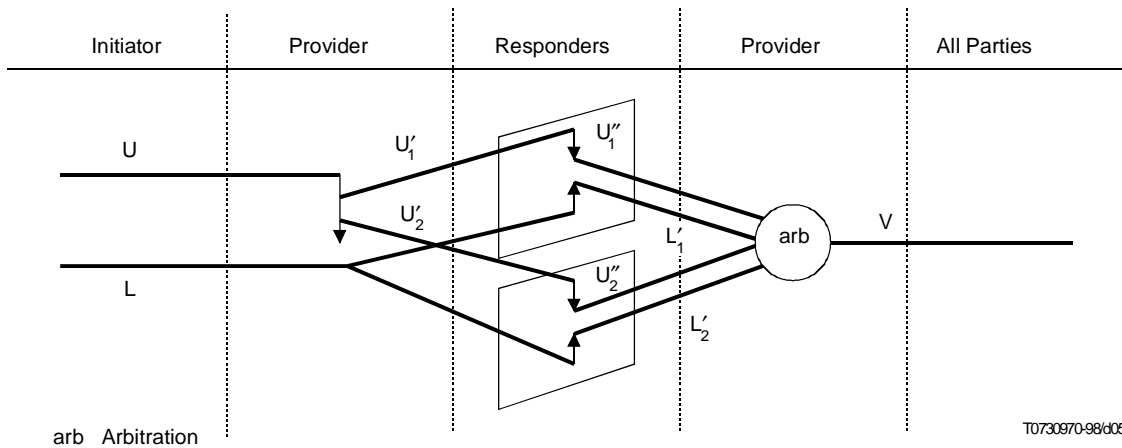 Initiator Provider Responders Provider All Parties
U
U′1
U″1
U′2
L′1
arb
V
L
U″2
L′2
arb Arbitration
T0730970-98/d05